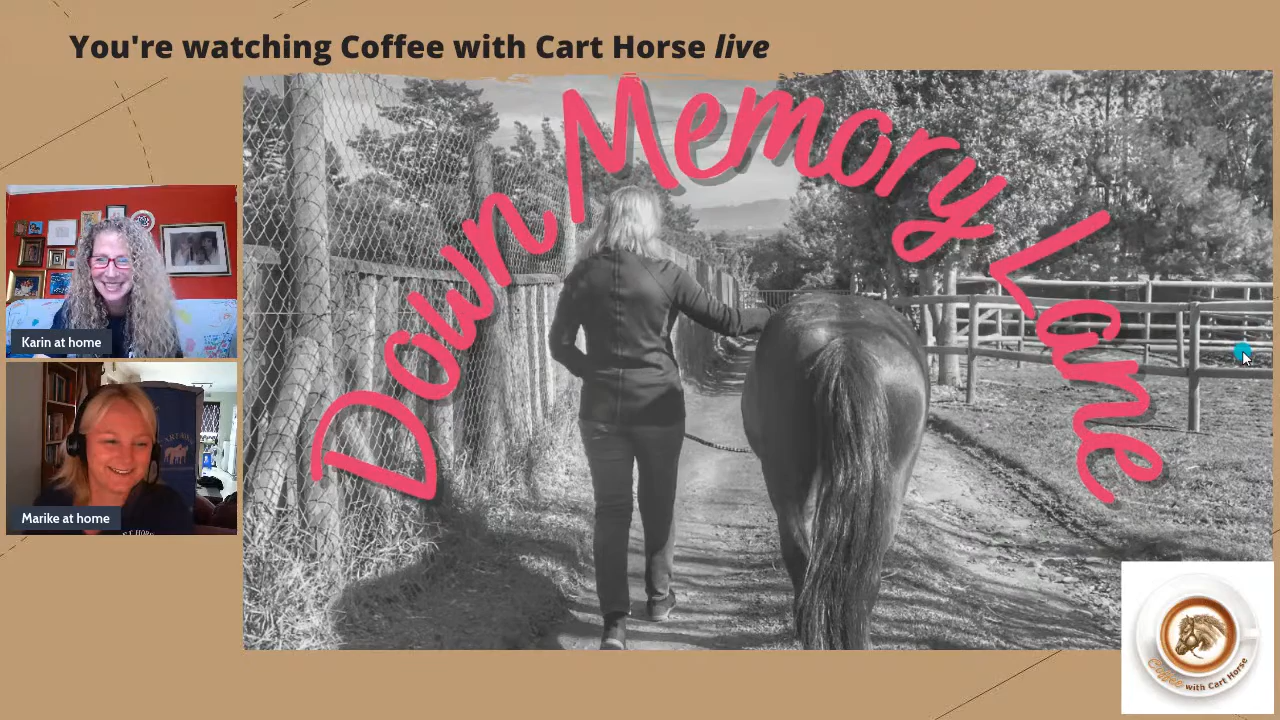 You're watching Coffee with Cart Horse live
Down Memory Lane
Karin at home
Marike at home
Coffee with Cart Horse